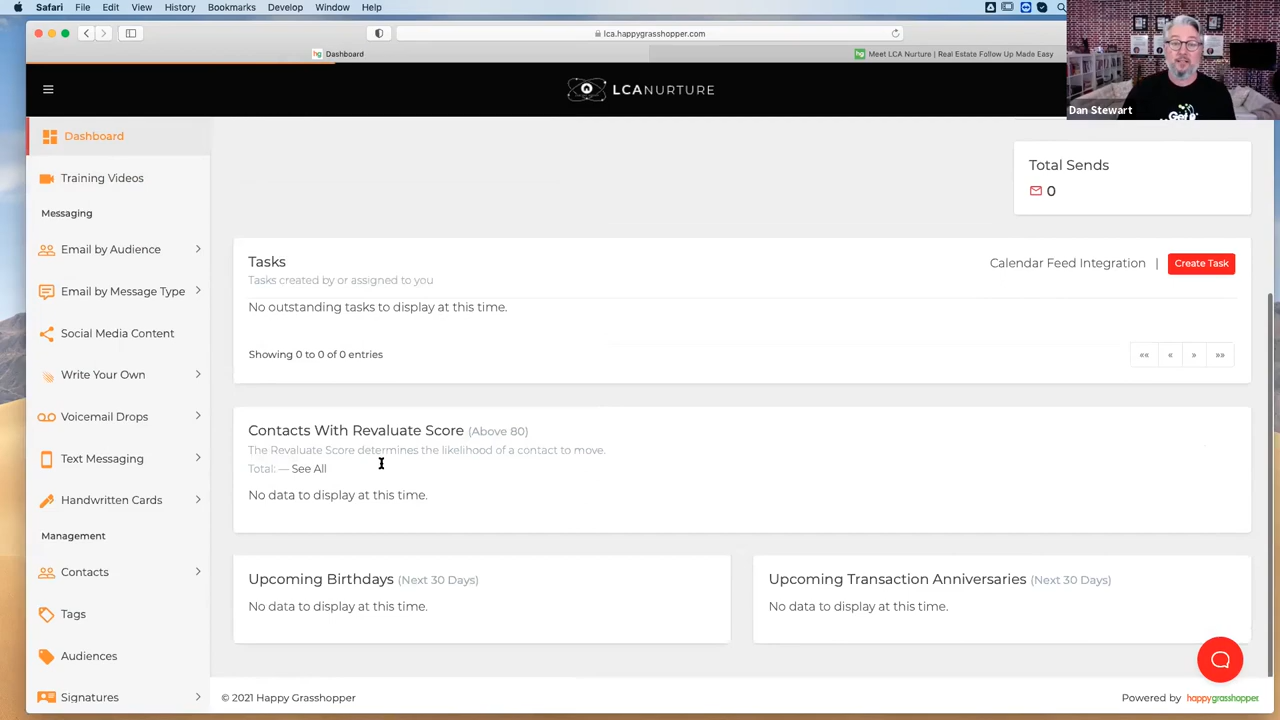 Safari File Edit View History Bookmarks Develop Window Help
lca.happygrasshopper.com
hg Dashboard
hg Meet LCA Nurture | Real Estate Follow Up Made Easy
LCANURTURE
Dan Stewart
Dashboard
Training Videos
Messaging
Email by Audience
Email by Message Type
Social Media Content
Write Your Own
Voicemail Drops
Text Messaging
Handwritten Cards
Management
Contacts
Tags
Audiences
Signatures
Total Sends
0
Tasks
Calendar Feed Integration | Create Task
Tasks created by or assigned to you
No outstanding tasks to display at this time.
Showing 0 to 0 of 0 entries
«« « » »»
Contacts With Revaluate Score (Above 80)
The Revaluate Score determines the likelihood of a contact to move.
Total: — See All
No data to display at this time.
Upcoming Birthdays (Next 30 Days)
No data to display at this time.
Upcoming Transaction Anniversaries (Next 30 Days)
No data to display at this time.
© 2021 Happy Grasshopper
Powered by happygrasshopper